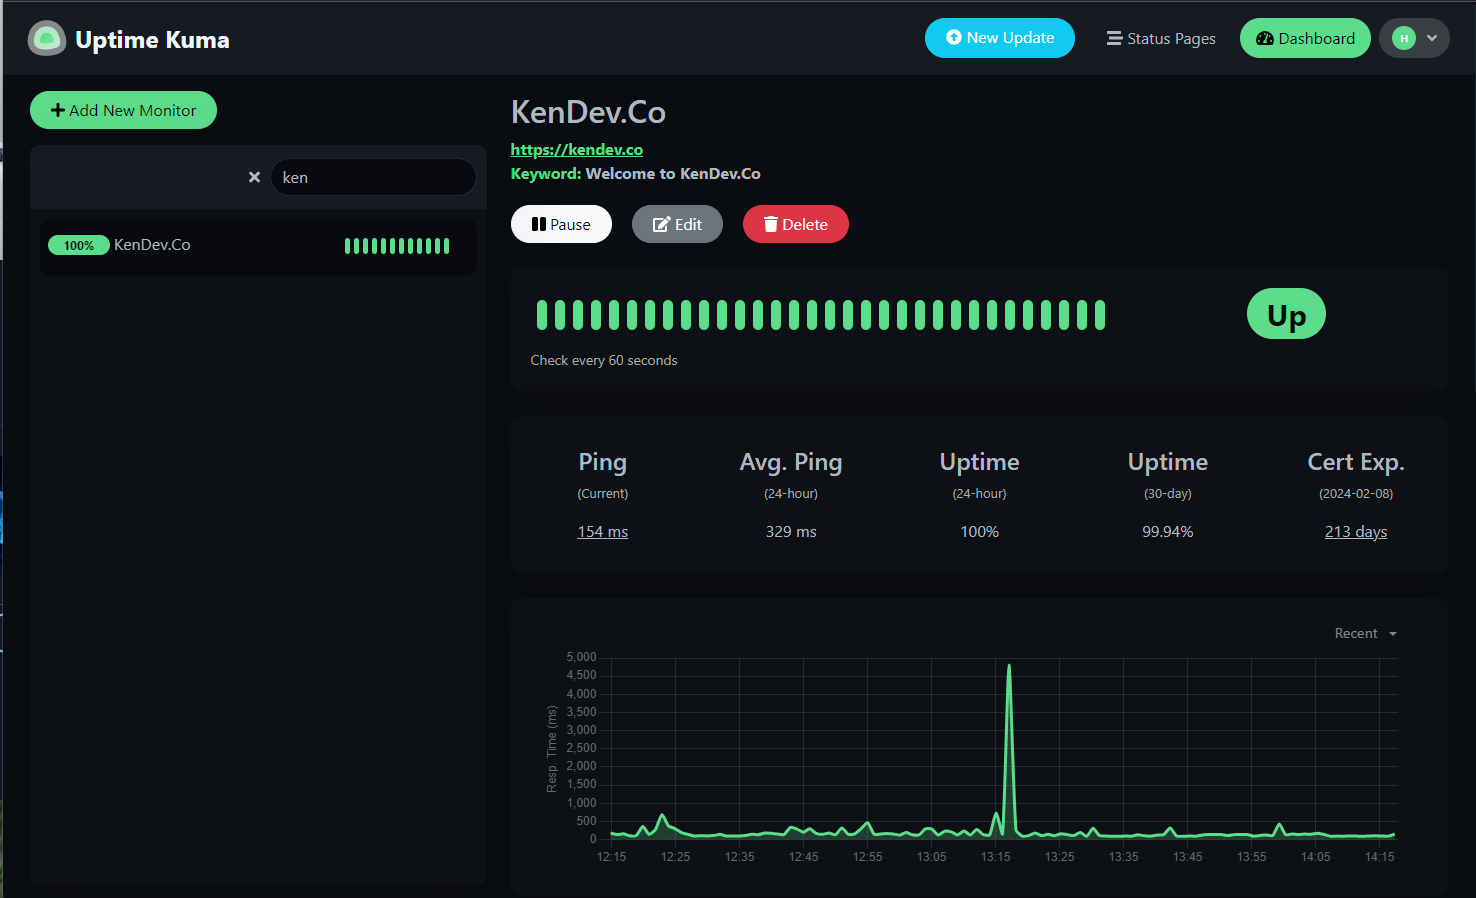 Uptime Kuma
New Update
Status Pages
Dashboard
H
Add New Monitor
ken
100% KenDev.Co
KenDev.Co
https://kendev.co
Keyword: Welcome to KenDev.Co
Pause
Edit
Delete
Up
Check every 60 seconds
Ping
(Current)
154 ms
Avg. Ping
(24-hour)
329 ms
Uptime
(24-hour)
100%
Uptime
(30-day)
99.94%
Cert Exp.
(2024-02-08)
213 days
Recent
Resp. Time (ms)
5,000
4,500
4,000
3,500
3,000
2,500
2,000
1,500
1,000
500
0
12:15 12:25 12:35 12:45 12:55 13:05 13:15 13:25 13:35 13:45 13:55 14:05 14:15